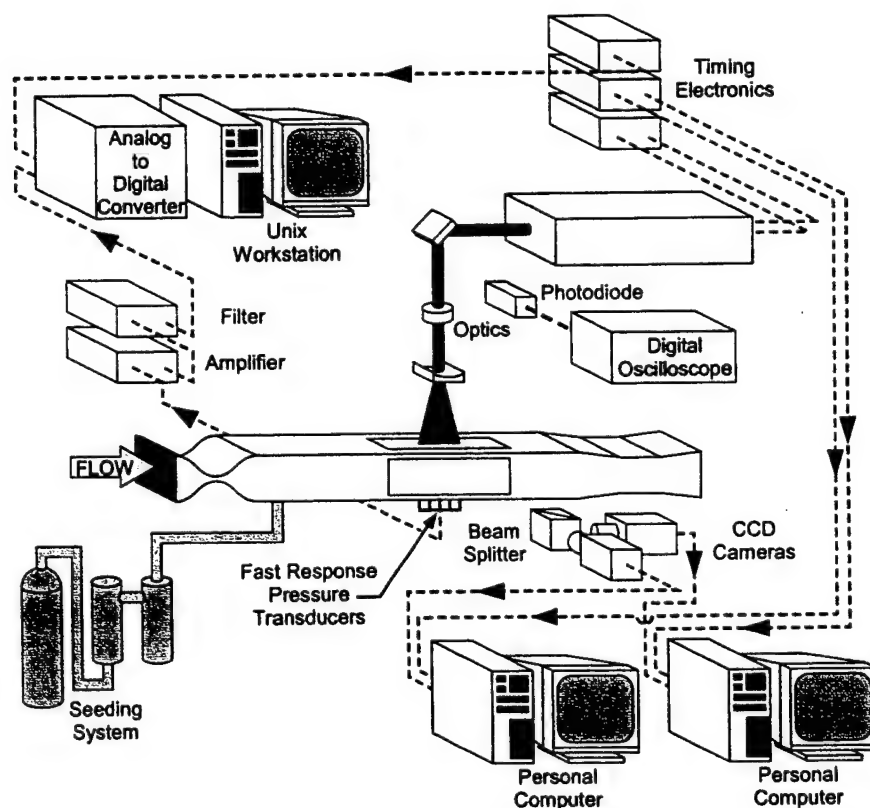 Timing
Electronics
Analog
to
Digital
Converter
Unix
Workstation
Photodiode
Filter
Optics
Digital
Oscilloscope
Amplifier
FLOW
Beam
Splitter
CCD
Cameras
Fast Response
Pressure
Transducers
Seeding
System
Personal
Computer
Personal
Computer